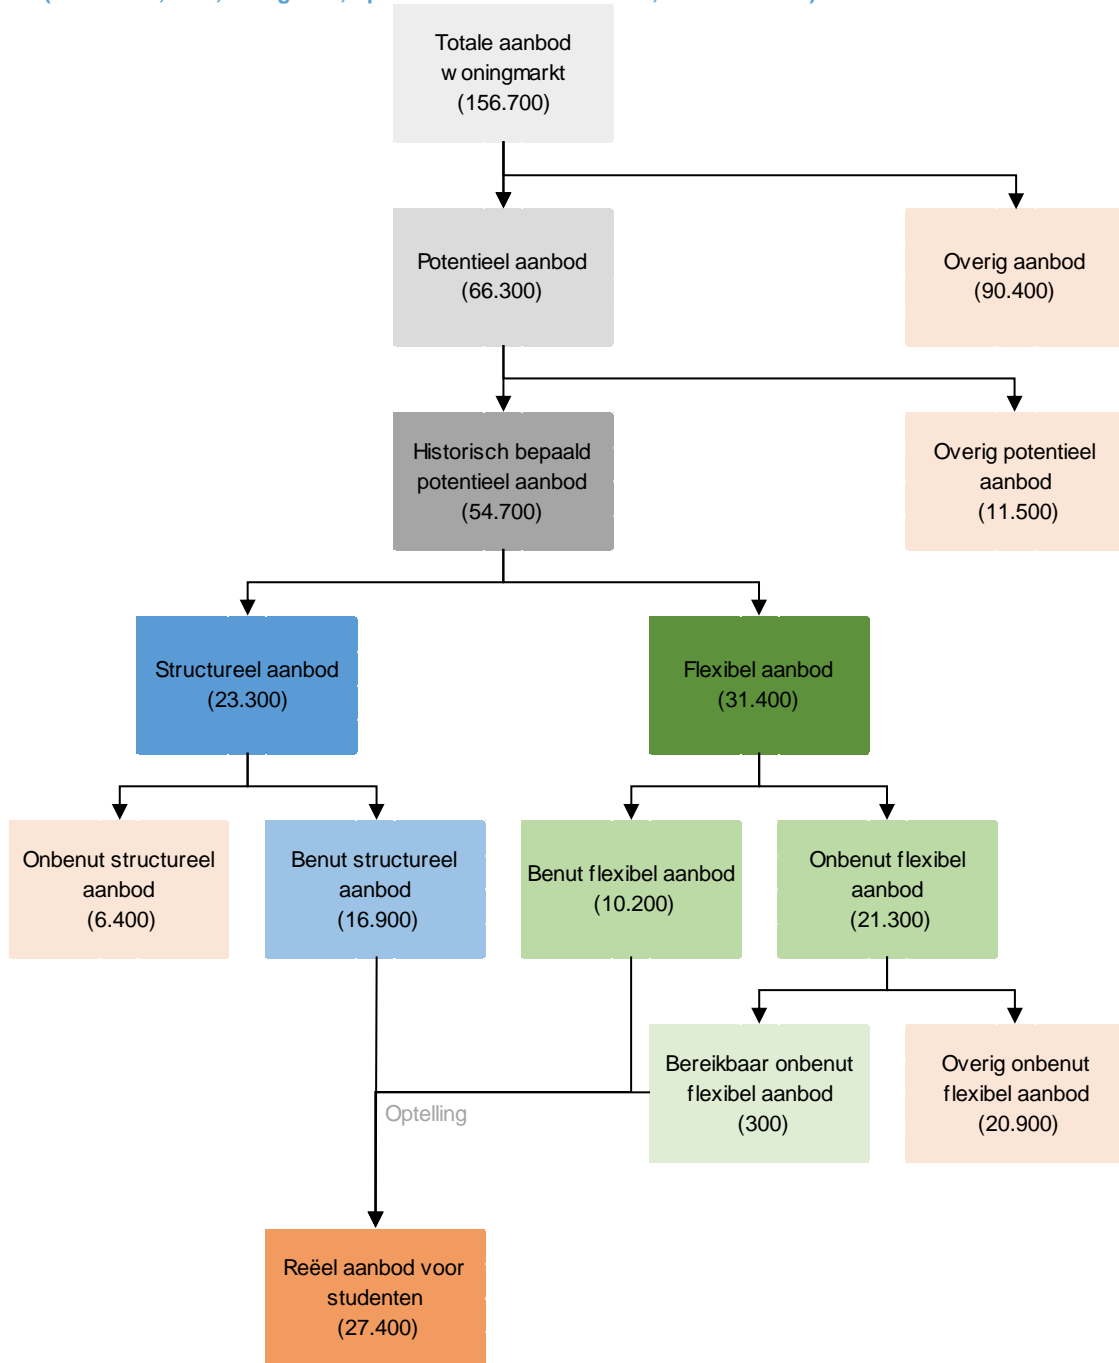 Totale aanbod
woningmarkt
(156.700)
Potentieel aanbod
(66.300)
Overig aanbod
(90.400)
Historisch bepaald
potentieel aanbod
(54.700)
Overig potentieel
aanbod
(11.500)
Structureel aanbod
(23.300)
Flexibel aanbod
(31.400)
Onbenut structureel
aanbod
(6.400)
Benut structureel
aanbod
(16.900)
Benut flexibel aanbod
(10.200)
Onbenut flexibel
aanbod
(21.300)
Bereikbaar onbenut
flexibel aanbod
(300)
Overig onbenut
flexibel aanbod
(20.900)
Optelling
Reëel aanbod voor
studenten
(27.400)